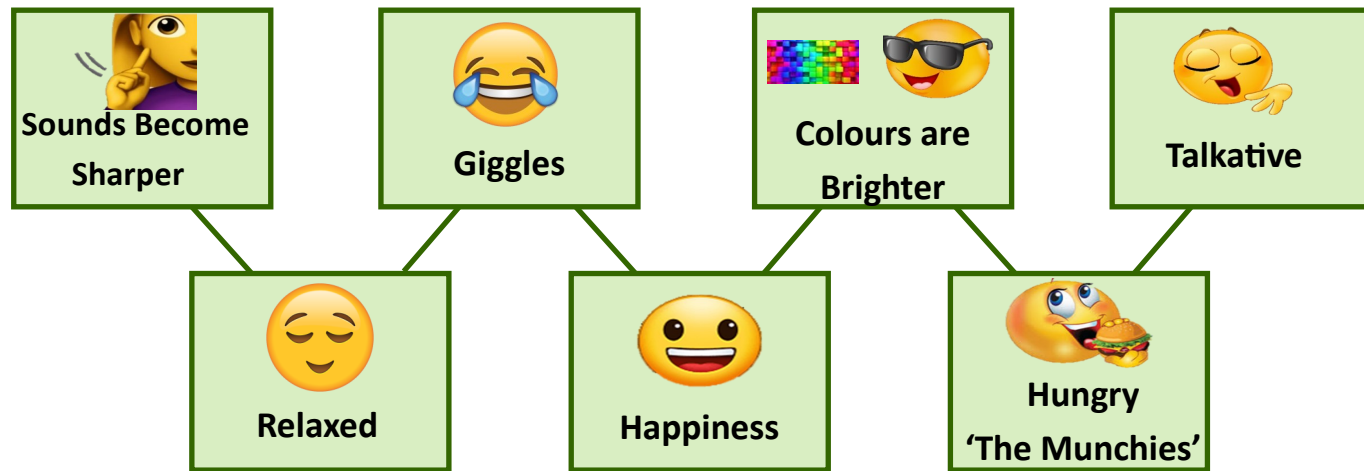 Sounds Become
Sharper
Giggles
Colours are
Brighter
Talkative
Relaxed
Happiness
Hungry
‘The Munchies’